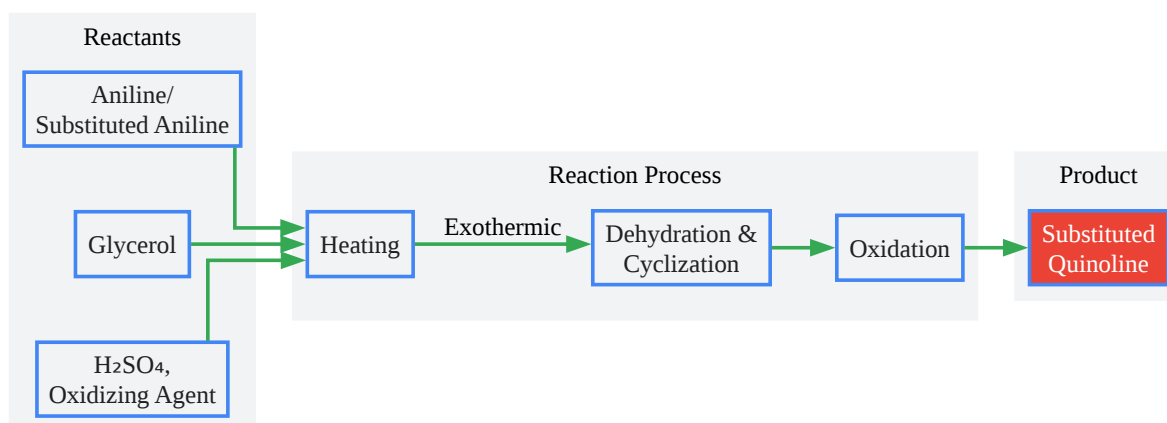 Reactants
Aniline/
Substituted Aniline
Glycerol
H₂SO₄,
Oxidizing Agent
Reaction Process
Heating
Exothermic
Dehydration &
Cyclization
Oxidation
Product
Substituted
Quinoline